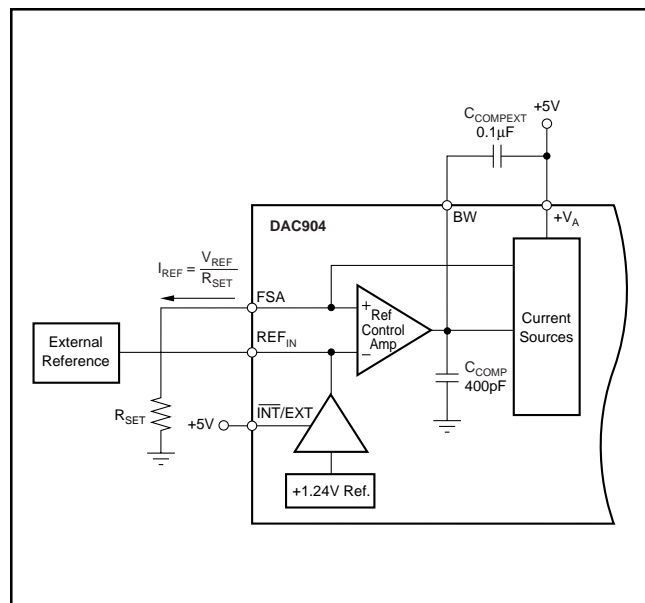 +5V
C_COMPEXT
0.1µF
DAC904
BW
+V_A
I_REF = V_REF / R_SET
FSA
+
Ref
Control
Amp
–
Current
Sources
External
Reference
REF_IN
C_COMP
400pF
R_SET
+5V
I̅N̅T̅/EXT
+1.24V Ref.